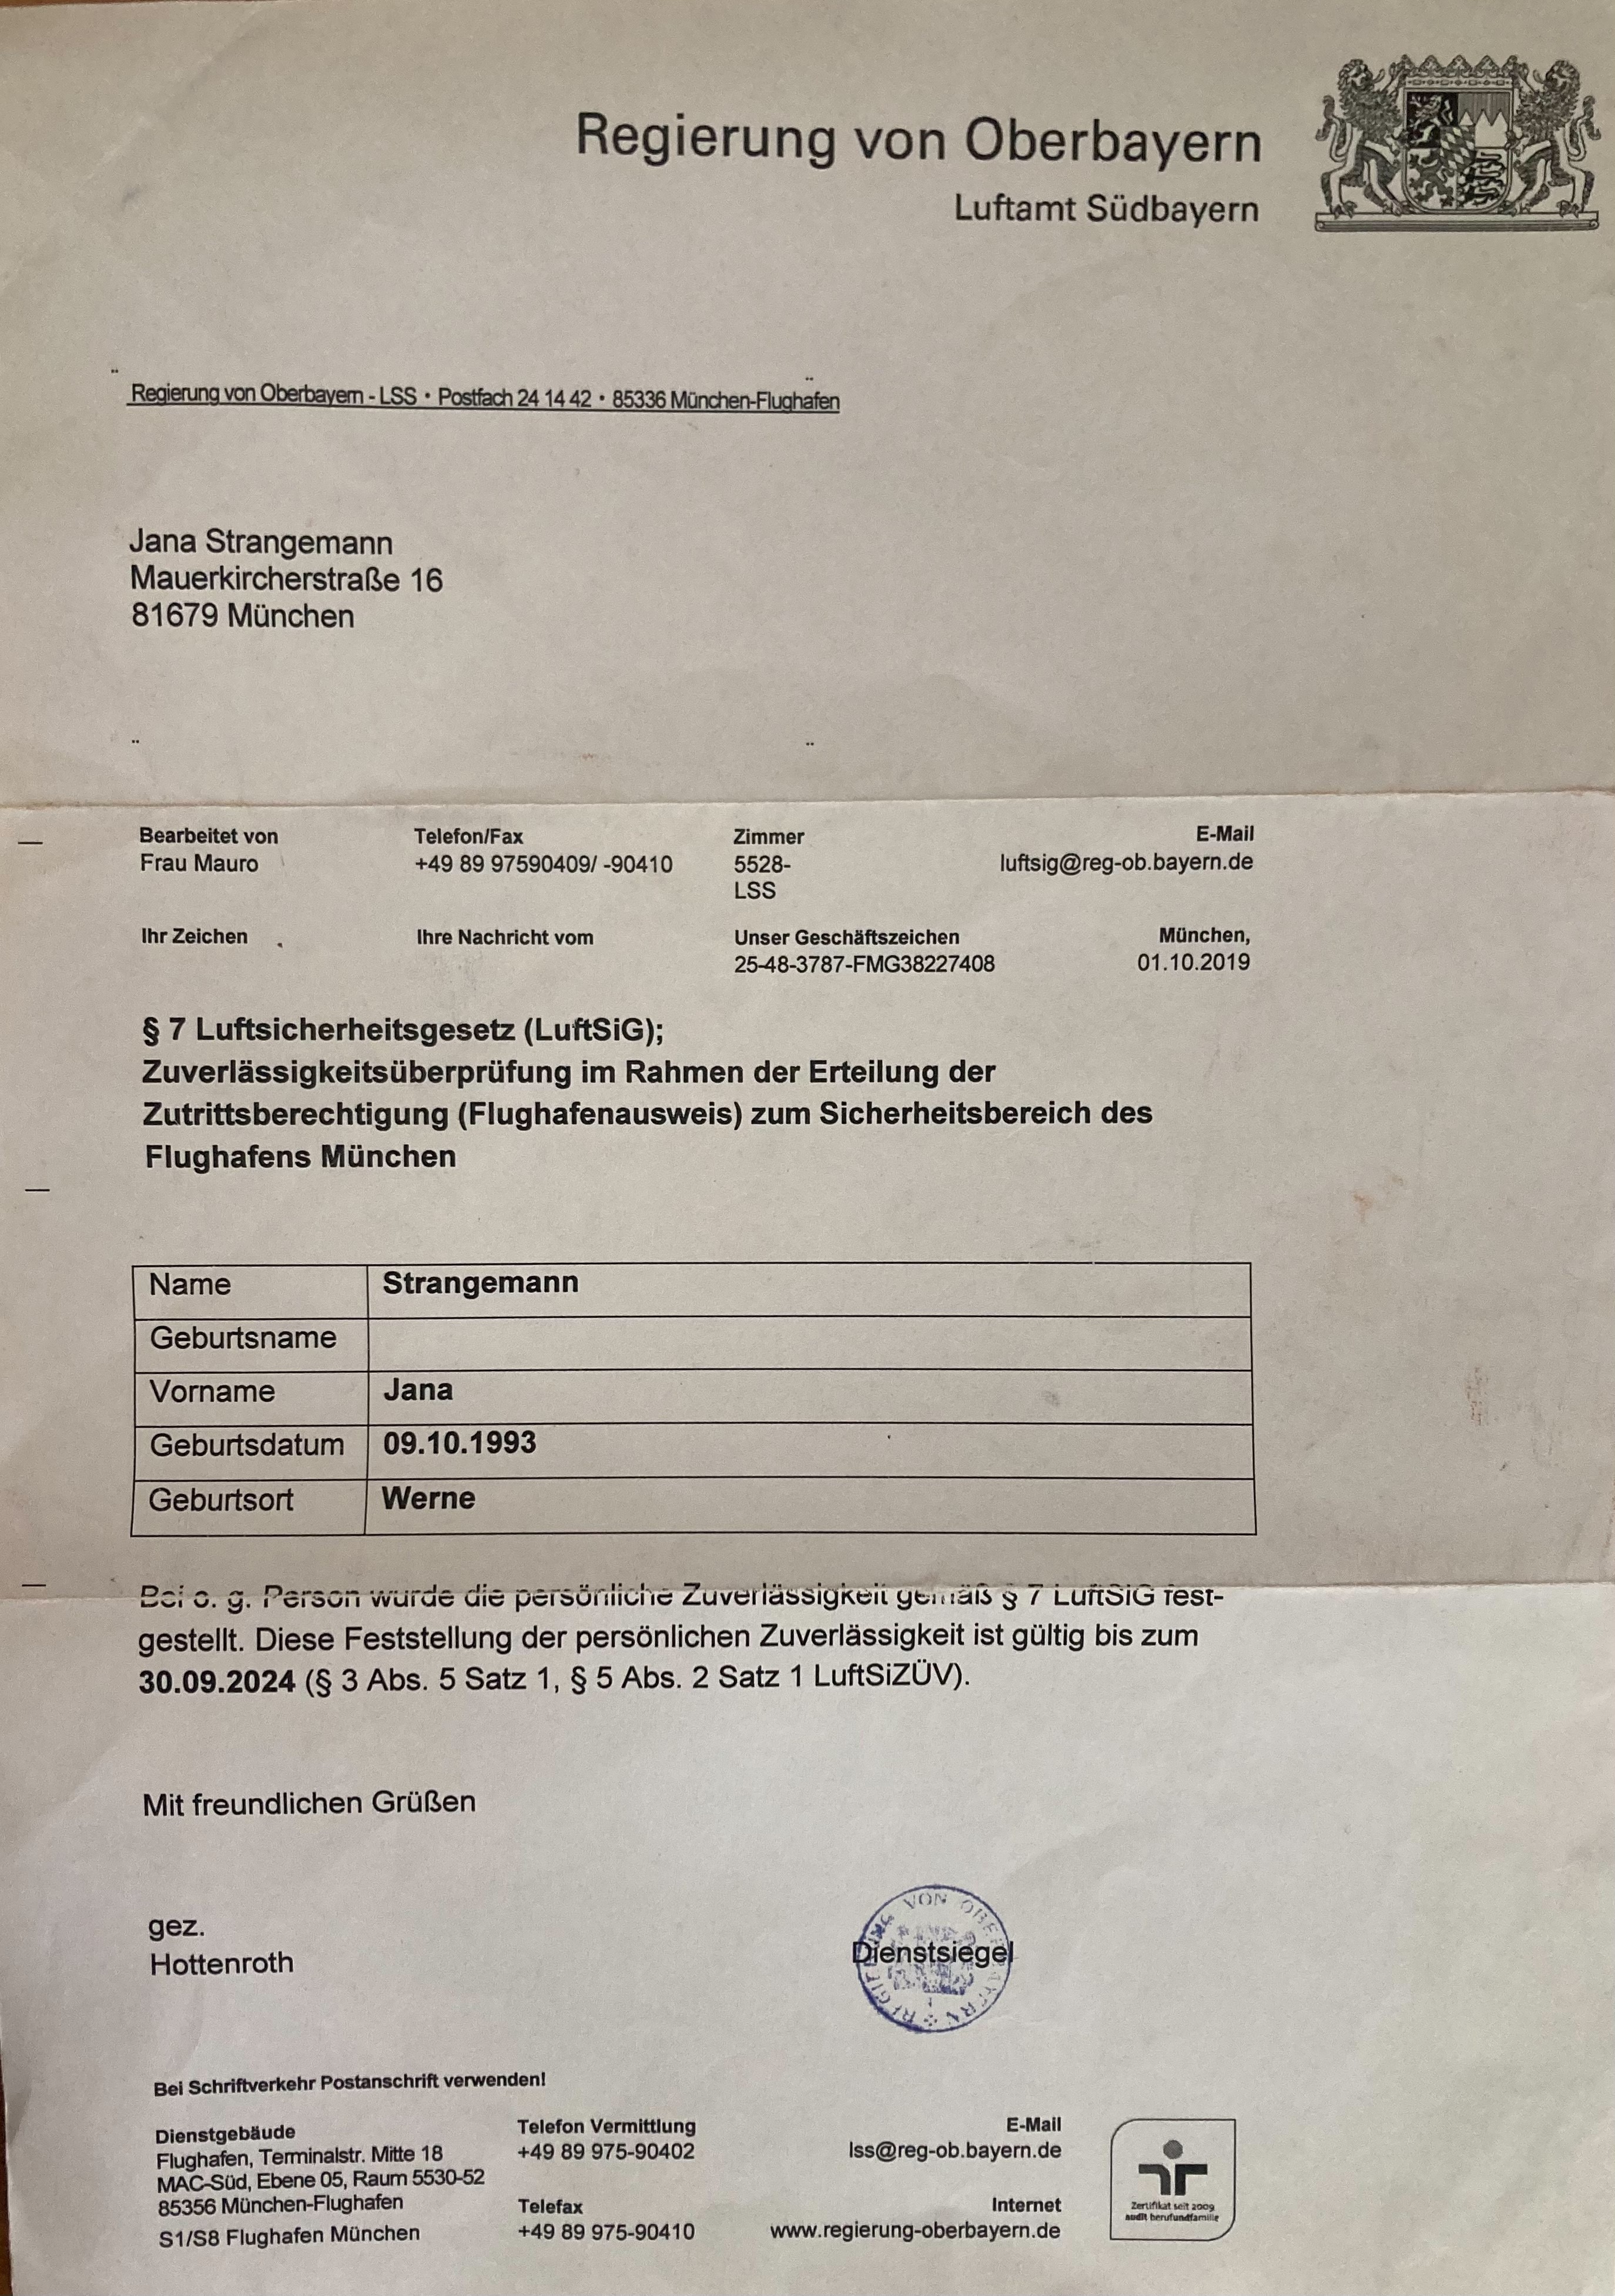 Regierung von Oberbayern
Luftamt Südbayern
Regierung von Oberbayern - LSS • Postfach 24 14 42 • 85336 München-Flughafen
Jana Strangemann
Mauerkircherstraße 16
81679 München
Bearbeitet von
Frau Mauro
Telefon/Fax
+49 89 97590409/ -90410
Zimmer
5528-
LSS
E-Mail
luftsig@reg-ob.bayern.de
Ihr Zeichen
Ihre Nachricht vom
Unser Geschäftszeichen
25-48-3787-FMG38227408
München,
01.10.2019
§ 7 Luftsicherheitsgesetz (LuftSiG);
Zuverlässigkeitsüberprüfung im Rahmen der Erteilung der
Zutrittsberechtigung (Flughafenausweis) zum Sicherheitsbereich des
Flughafens München
Name Strangemann
Geburtsname
Vorname Jana
Geburtsdatum 09.10.1993
Geburtsort Werne
Bei o. g. Person wurde die persönliche Zuverlässigkeit gemäß § 7 LuftSiG fest-
gestellt. Diese Feststellung der persönlichen Zuverlässigkeit ist gültig bis zum
30.09.2024 (§ 3 Abs. 5 Satz 1, § 5 Abs. 2 Satz 1 LuftSiZÜV).
Mit freundlichen Grüßen
gez.
Hottenroth
REGIERUNG VON OBERBAYERN
Dienstsiegel
Bei Schriftverkehr Postanschrift verwenden!
Dienstgebäude
Flughafen, Terminalstr. Mitte 18
MAC-Süd, Ebene 05, Raum 5530-52
85356 München-Flughafen
S1/S8 Flughafen München
Telefon Vermittlung
+49 89 975-90402
Telefax
+49 89 975-90410
E-Mail
lss@reg-ob.bayern.de
Internet
www.regierung-oberbayern.de
Zertifikat seit 2009
audit berufundfamilie